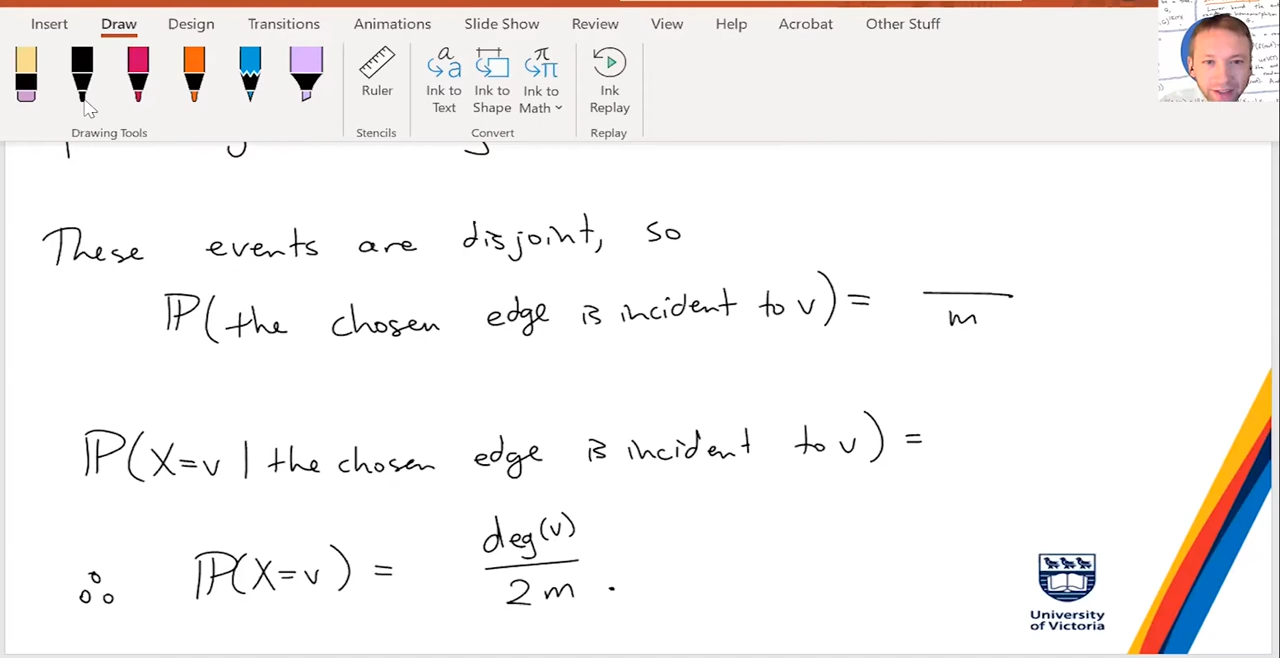 Insert Draw Design Transitions Animations Slide Show Review View Help Acrobat Other Stuff
Ruler
Ink to Text
Ink to Shape
Ink to Math
Ink Replay
Drawing Tools Stencils Convert Replay
These events are disjoint, so
ℙ(the chosen edge is incident to v) = /m
ℙ(X=v | the chosen edge is incident to v) =
∴ ℙ(X=v) = deg(v)/2m .
University
of Victoria